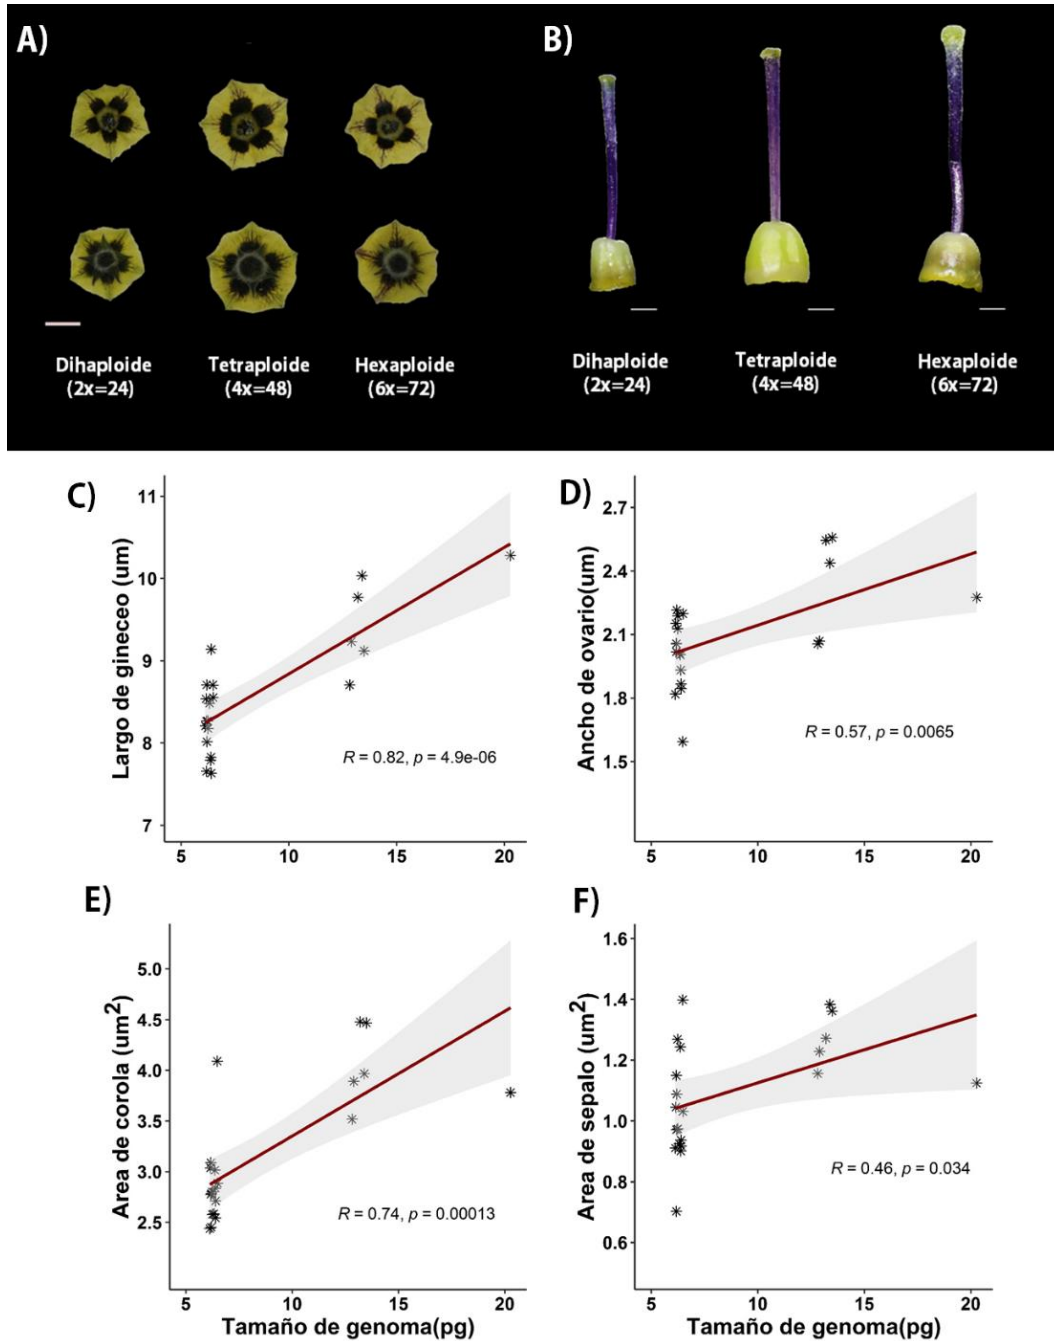 A)
B)
Dihaploide
(2x=24)
Tetraploide
(4x=48)
Hexaploide
(6x=72)
Dihaploide
(2x=24)
Tetraploide
(4x=48)
Hexaploide
(6x=72)
C)
Largo de gineceo (um)
11
10
9
8
7
R = 0.82, p = 4.9e-06
5 10 15 20
D)
Ancho de ovario(um)
2.7
2.4
2.1
1.8
1.5
R = 0.57, p = 0.0065
5 10 15 20
E)
Area de corola (um²)
5.0
4.5
4.0
3.5
3.0
2.5
R = 0.74, p = 0.00013
5 10 15 20
Tamaño de genoma(pg)
F)
Area de sepalo (um²)
1.6
1.4
1.2
1.0
0.8
0.6
R = 0.46, p = 0.034
5 10 15 20
Tamaño de genoma(pg)